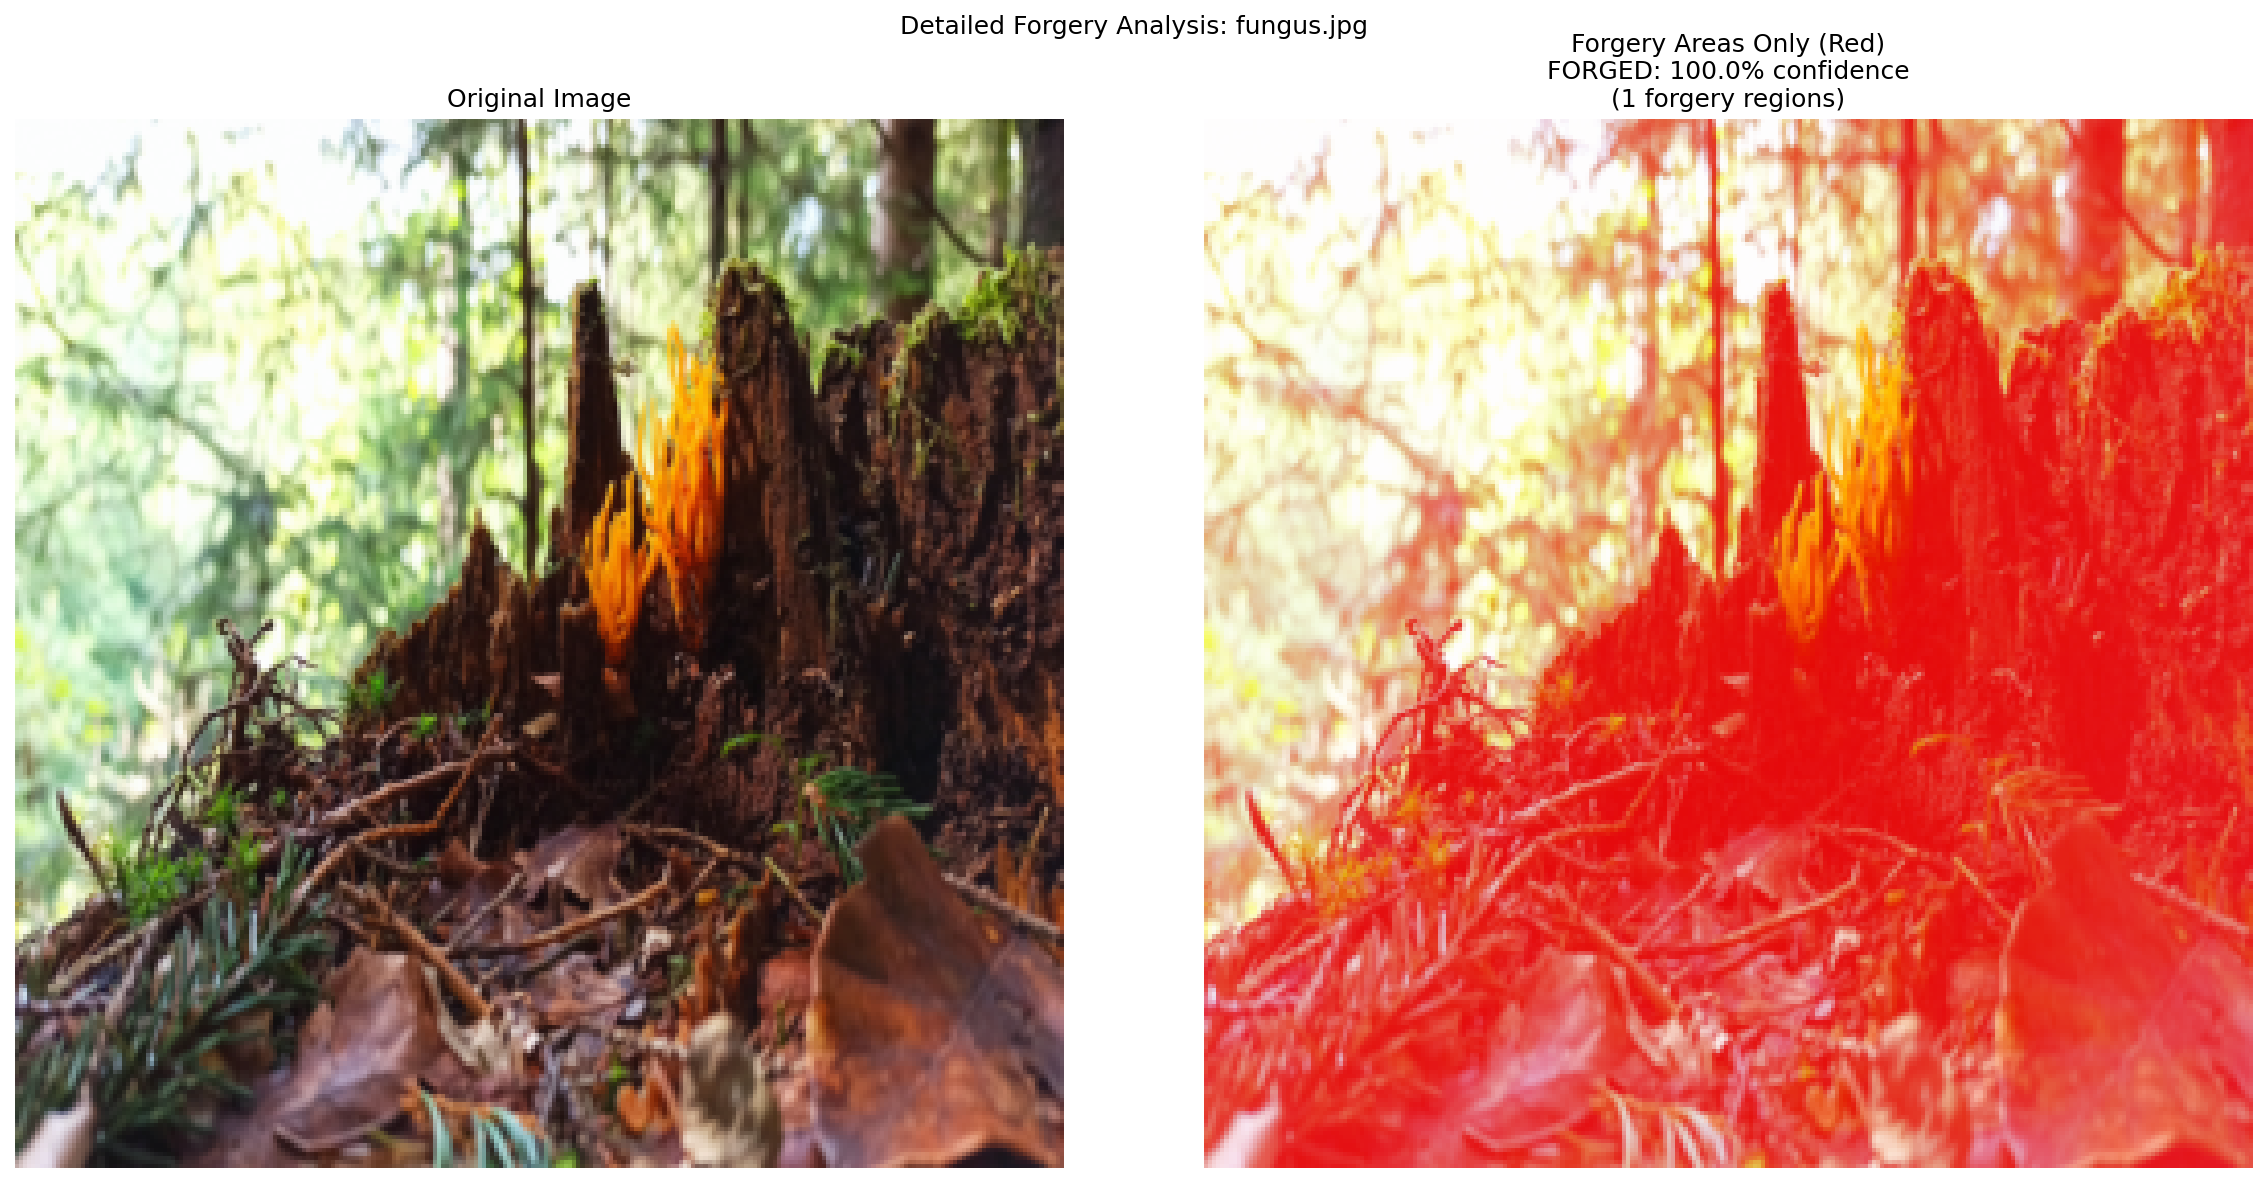 Detailed Forgery Analysis: fungus.jpg
Original Image
Forgery Areas Only (Red)
FORGED: 100.0% confidence
(1 forgery regions)